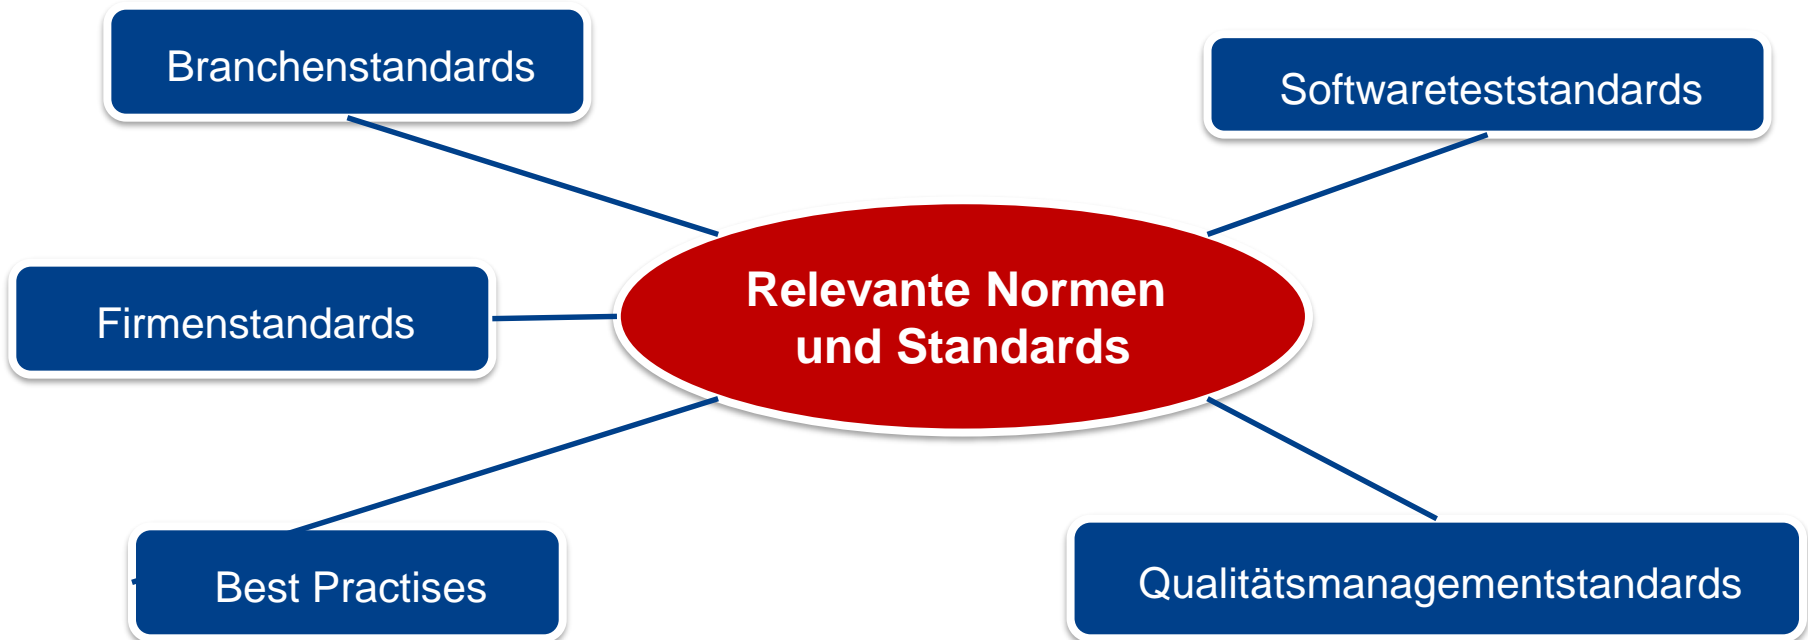 Branchenstandards
Softwareteststandards
Relevante Normen
und Standards
Firmenstandards
Best Practises
Qualitätsmanagementstandards